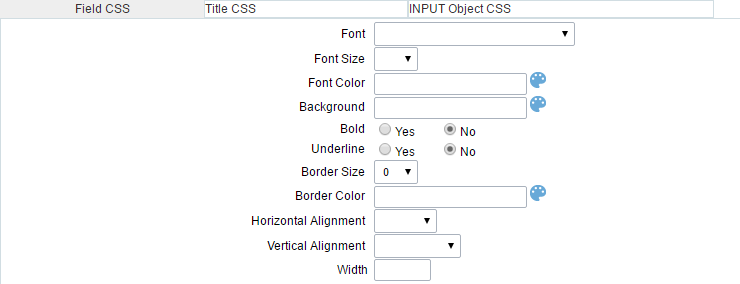 Field CSS Title CSS INPUT Object CSS
Font
Font Size
Font Color
Background
Bold Yes No
Underline Yes No
Border Size 0
Border Color
Horizontal Alignment
Vertical Alignment
Width